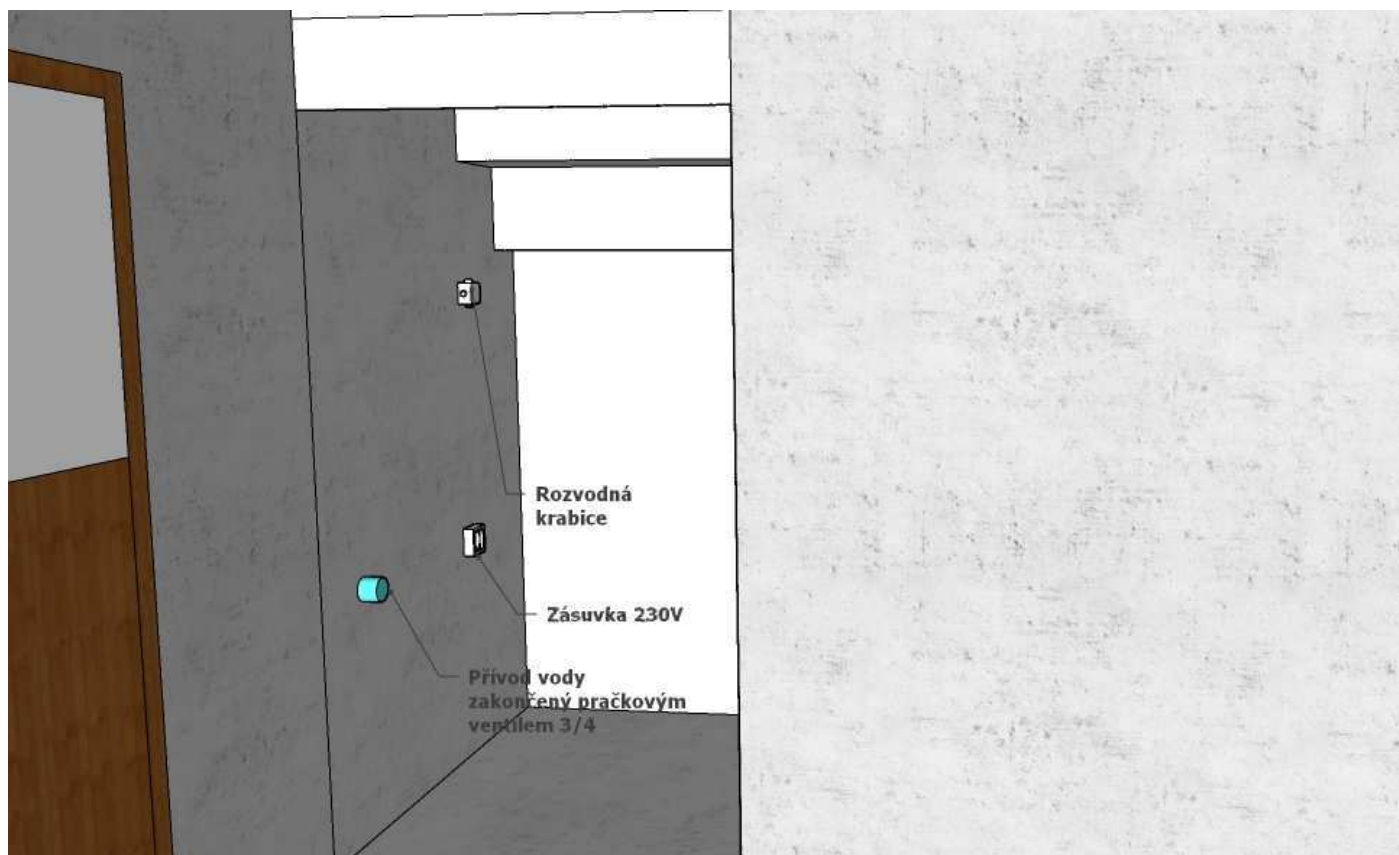 Rozvodná
krabice
Zásuvka 230V
Přívod vody
zakončený pračkovým
ventilem 3/4